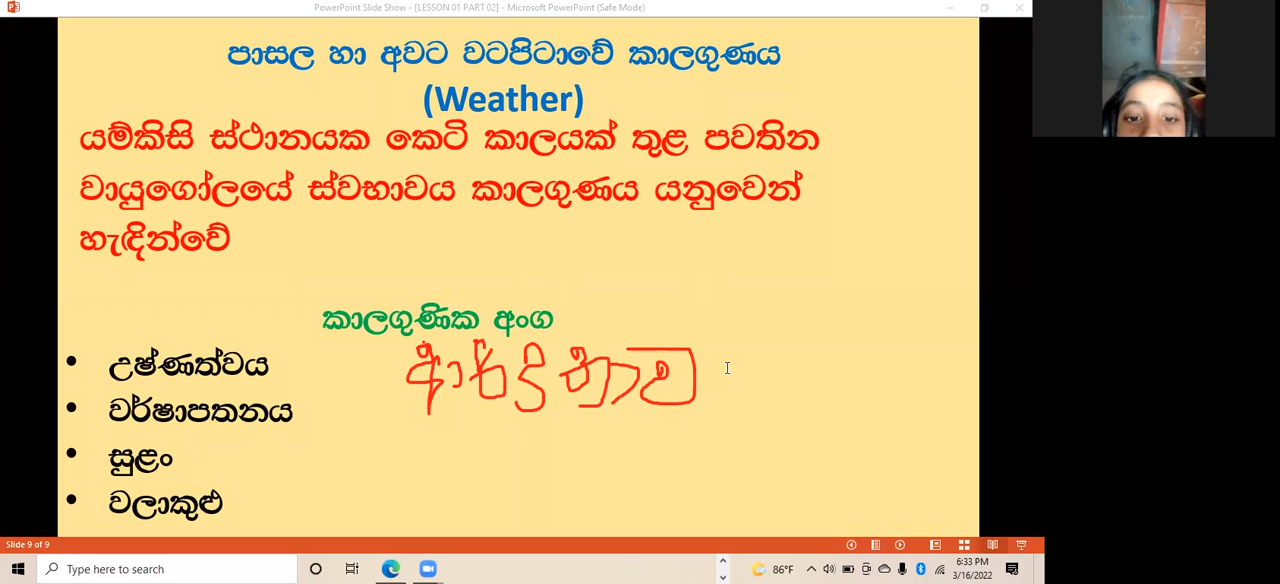 PowerPoint Slide Show - [LESSON 01 PART 02] - Microsoft PowerPoint (Safe Mode)
පාසල හා අවට වටපිටාවේ කාලගුණය
(Weather)
යම්කිසි ස්ථානයක කෙටි කාලයක් තුළ පවතින
වායුගෝලයේ ස්වභාවය කාලගුණය යනුවෙන්
හැඳින්වේ
කාලගුණික අංග
• උෂ්ණත්වය
ආර්ද්‍රතාව
• වර්ෂාපතනය
• සුළං
• වලාකුළු
Slide 9 of 9
Type here to search
86°F
6:33 PM
3/16/2022